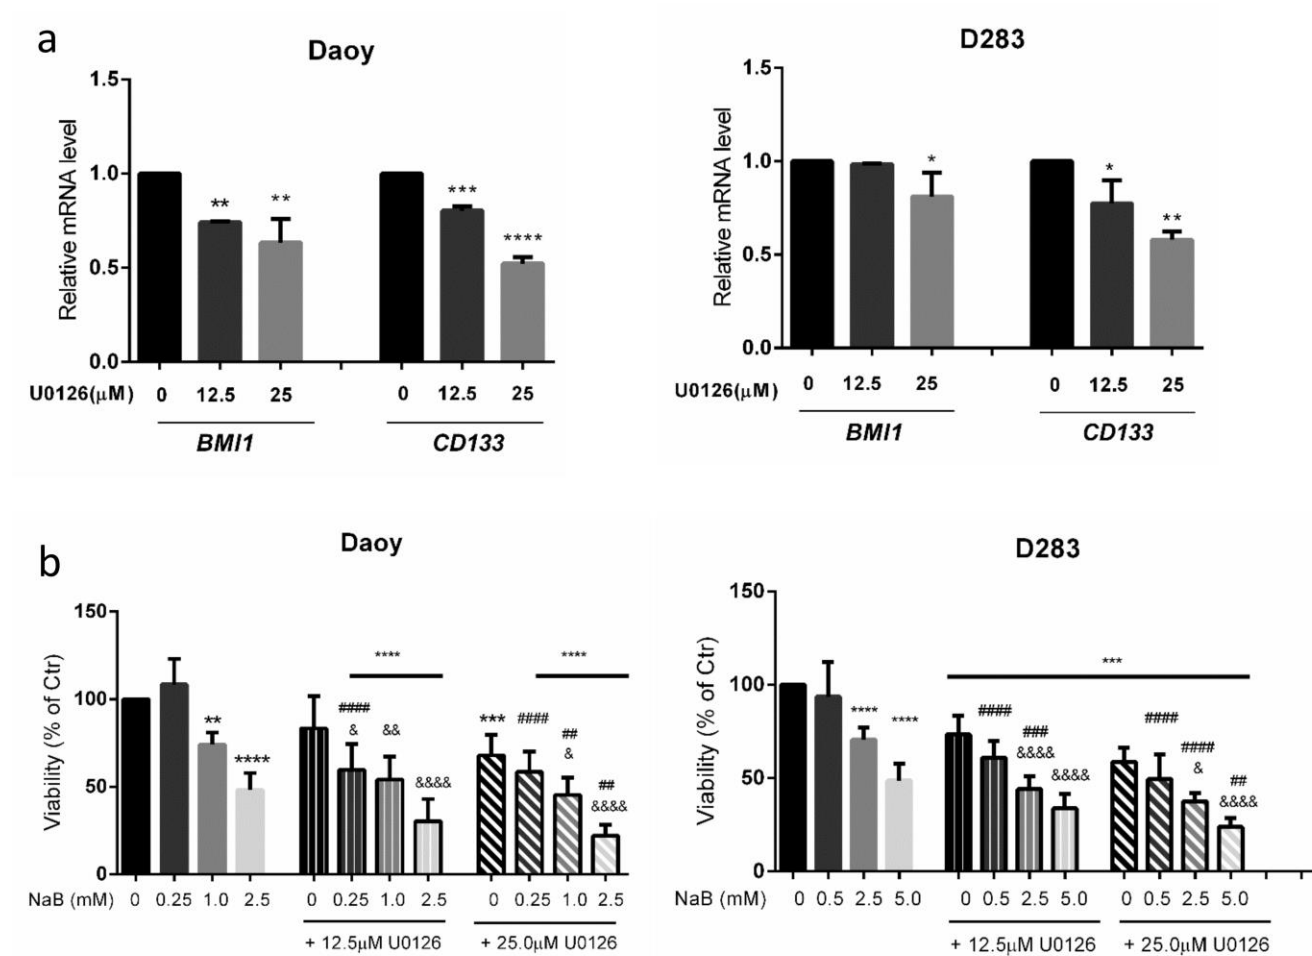 a
Daoy
1.5
1.0
0.5
0.0
Relative mRNA level
** ** *** ****
U0126(μM) 0 12.5 25 0 12.5 25
BMI1 CD133
D283
1.5
1.0
0.5
0.0
Relative mRNA level
* * **
U0126(μM) 0 12.5 25 0 12.5 25
BMI1 CD133
b
Daoy
150
100
50
0
Viability (% of Ctr)
**** ****
#### *** #### ##
** & && &
**** &&&& ##
&&&&
NaB (mM) 0 0.25 1.0 2.5 0 0.25 1.0 2.5 0 0.25 1.0 2.5
+ 12.5μM U0126 + 25.0μM U0126
D283
150
100
50
0
Viability (% of Ctr)
***
**** **** #### ### #### ####
&&&& &&&& & ##
&&&&
NaB (mM) 0 0.5 2.5 5.0 0 0.5 2.5 5.0 0 0.5 2.5 5.0
+ 12.5μM U0126 + 25.0μM U0126